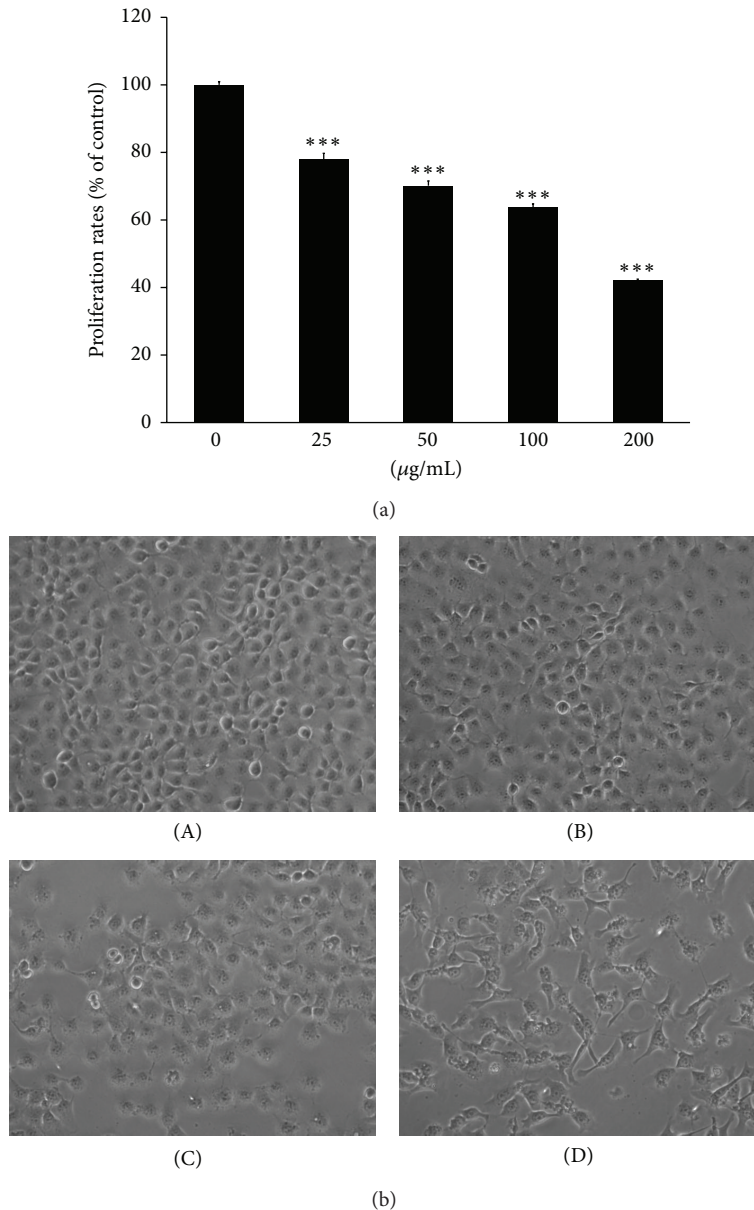 120
100
80
60
40
20
0
Proliferation rates (% of control)
***
***
***
***
0 25 50 100 200
(µg/mL)
(a)
(A) (B)
(C) (D)
(b)